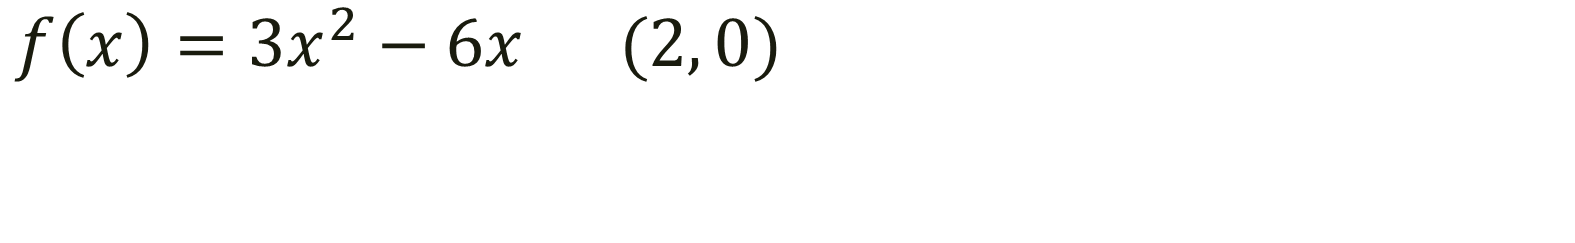 f(x) = 3x² − 6x (2, 0)